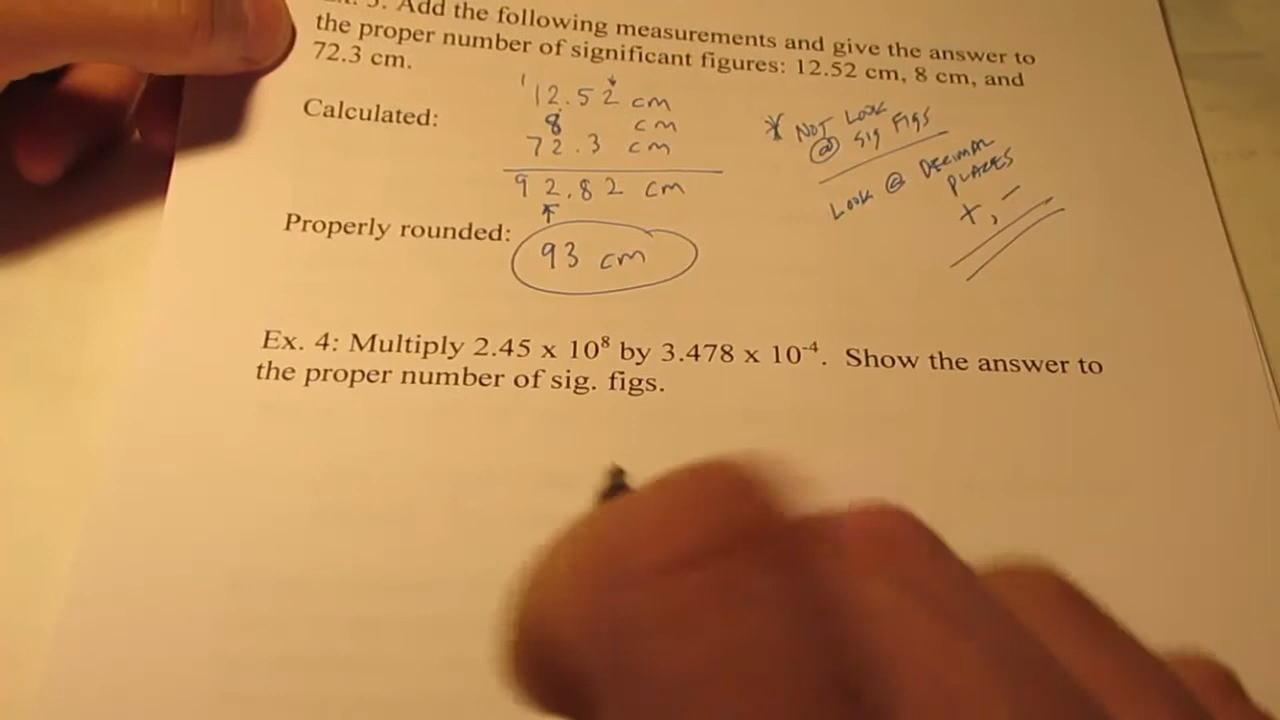 3. Add the following measurements and give the answer to
the proper number of significant figures: 12.52 cm, 8 cm, and
72.3 cm.
Calculated:
1
12.52 cm
8 cm
72.3 cm
92.82 cm
* NOT LOOK
@ SIG FIGS
LOOK @ DECIMAL
PLACES
+, -
Properly rounded:
93 cm
Ex. 4: Multiply 2.45 x 10⁸ by 3.478 x 10⁻⁴. Show the answer to
the proper number of sig. figs.